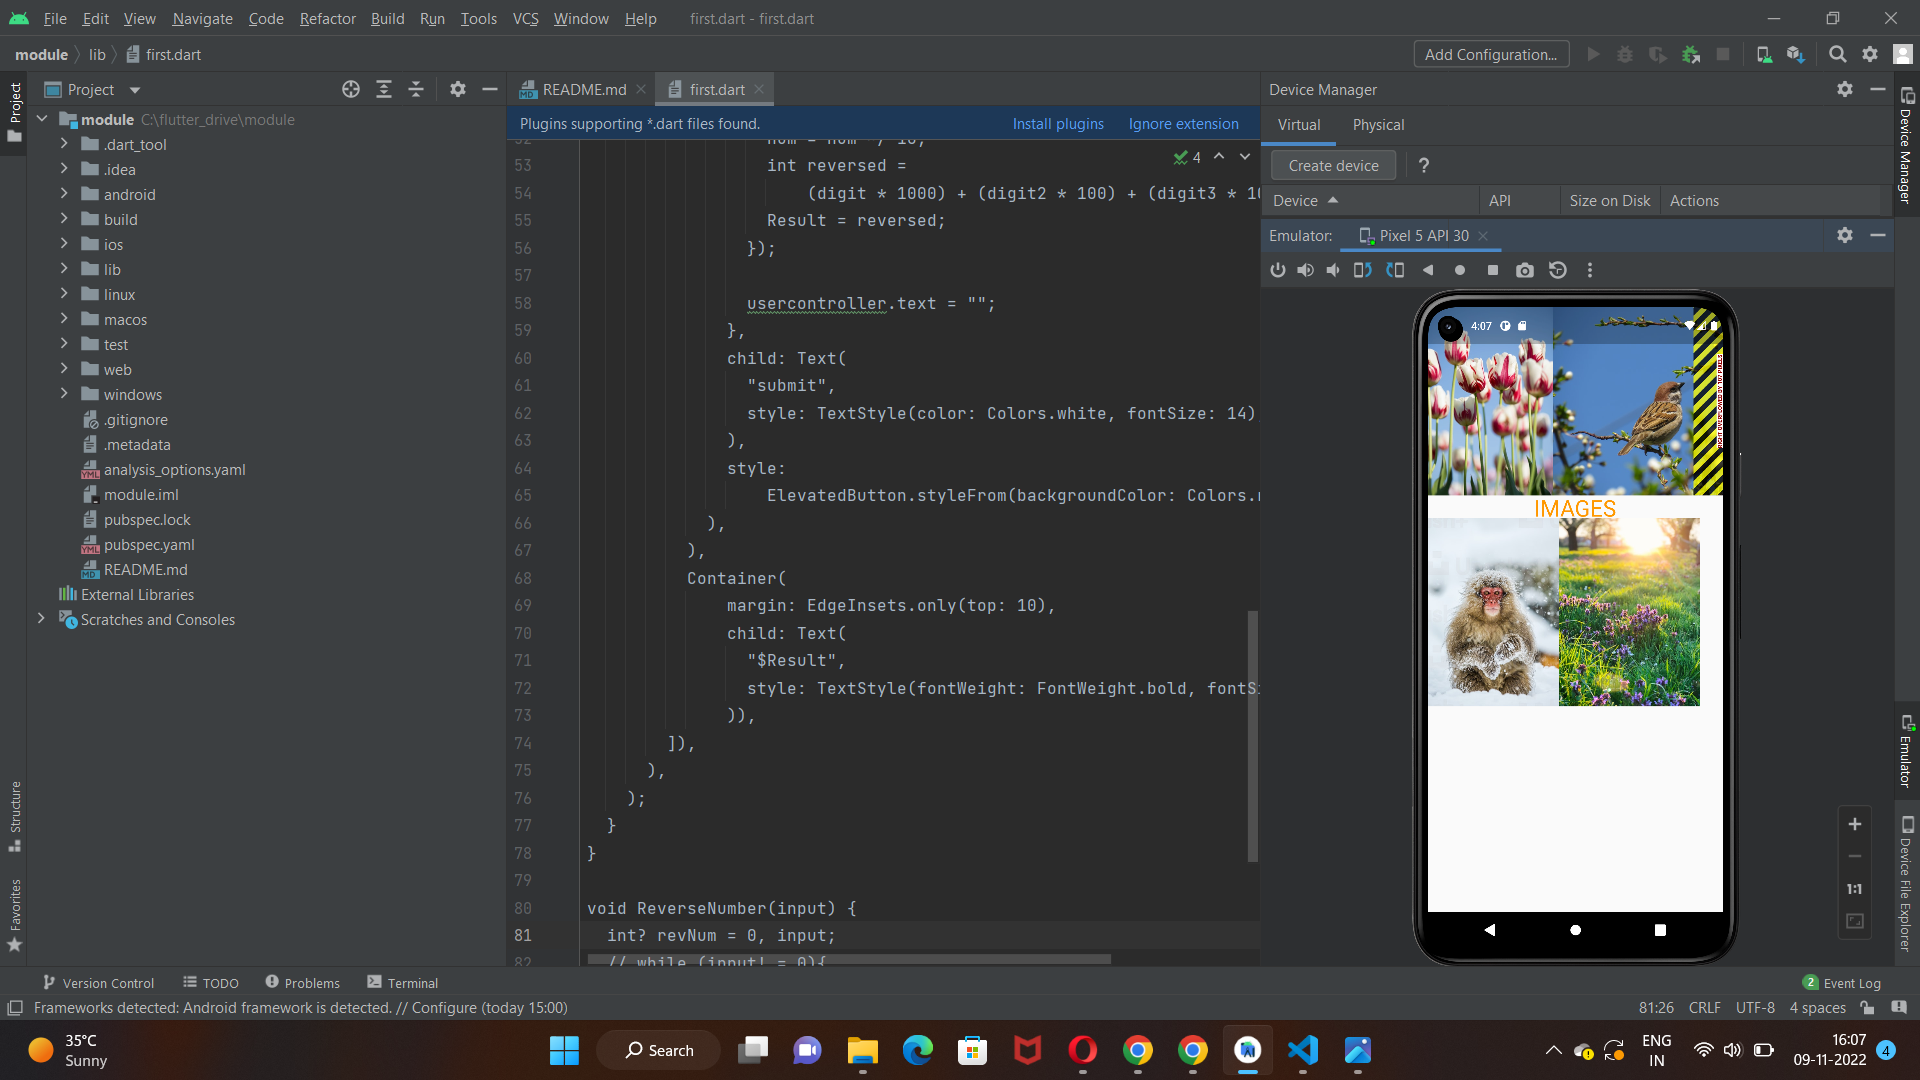 File Edit View Navigate Code Refactor Build Run Tools VCS Window Help first.dart - first.dart
module lib first.dart Add Configuration...
Project
README.md first.dart
Device Manager
module C:\flutter_drive\module
.dart_tool
.idea
android
build
ios
lib
linux
macos
test
web
windows
.gitignore
.metadata
analysis_options.yaml
module.iml
pubspec.lock
pubspec.yaml
README.md
External Libraries
Scratches and Consoles
Project
Structure
Favorites
Plugins supporting *.dart files found. Install plugins Ignore extension
4
53 int reversed =
54 (digit * 1000) + (digit2 * 100) + (digit3 * 10
55 Result = reversed;
56 });
57
58 usercontroller.text = "";
59 },
60 child: Text(
61 "submit",
62 style: TextStyle(color: Colors.white, fontSize: 14)
63 ),
64 style:
65 ElevatedButton.styleFrom(backgroundColor: Colors.
66 ),
67 ),
68 Container(
69 margin: EdgeInsets.only(top: 10),
70 child: Text(
71 "$Result",
72 style: TextStyle(fontWeight: FontWeight.bold, fontS
73 )),
74 ]),
75 ),
76 );
77 }
78 }
79
80 void ReverseNumber(input) {
81 int? revNum = 0, input;
82 // while (input! = 0){
Virtual Physical
Create device ?
Device API Size on Disk Actions
Emulator: Pixel 5 API 30
4:07
IMAGES
1:1
Device Manager
Emulator
Device File Explorer
Version Control TODO Problems Terminal 2 Event Log
Frameworks detected: Android framework is detected. // Configure (today 15:00) 81:26 CRLF UTF-8 4 spaces
35°C
Sunny
Search
ENG
IN
16:07
09-11-2022
4